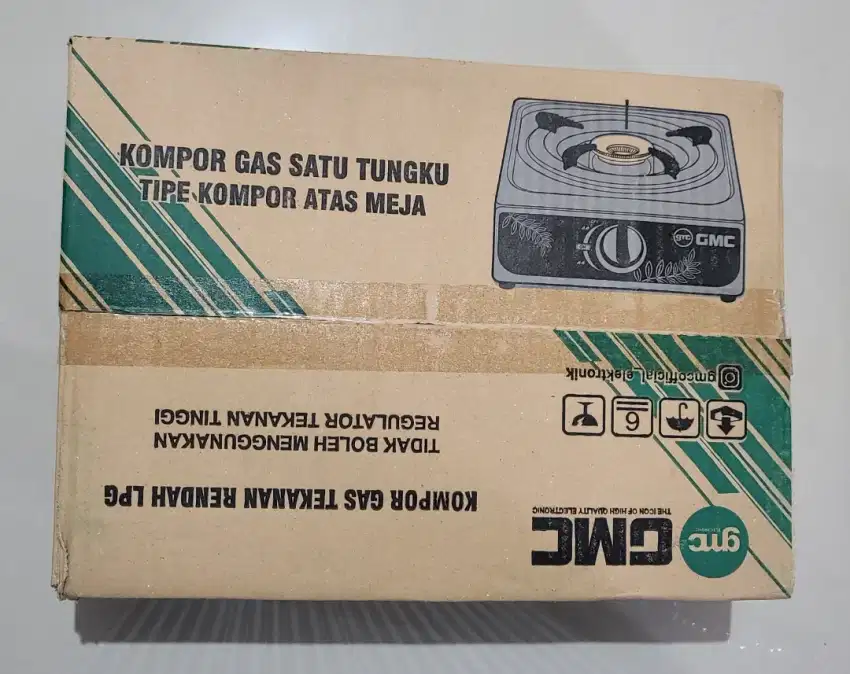 KOMPOR GAS SATU TUNGKU
TIPE KOMPOR ATAS MEJA
gmc GMC
gmc
GMC
THE ICON OF HIGH QUALITY ELECTRONIC
KOMPOR GAS TEKANAN RENDAH LPG
TIDAK BOLEH MENGGUNAKAN
REGULATOR TEKANAN TINGGI
6
gmcofficial_elektronik